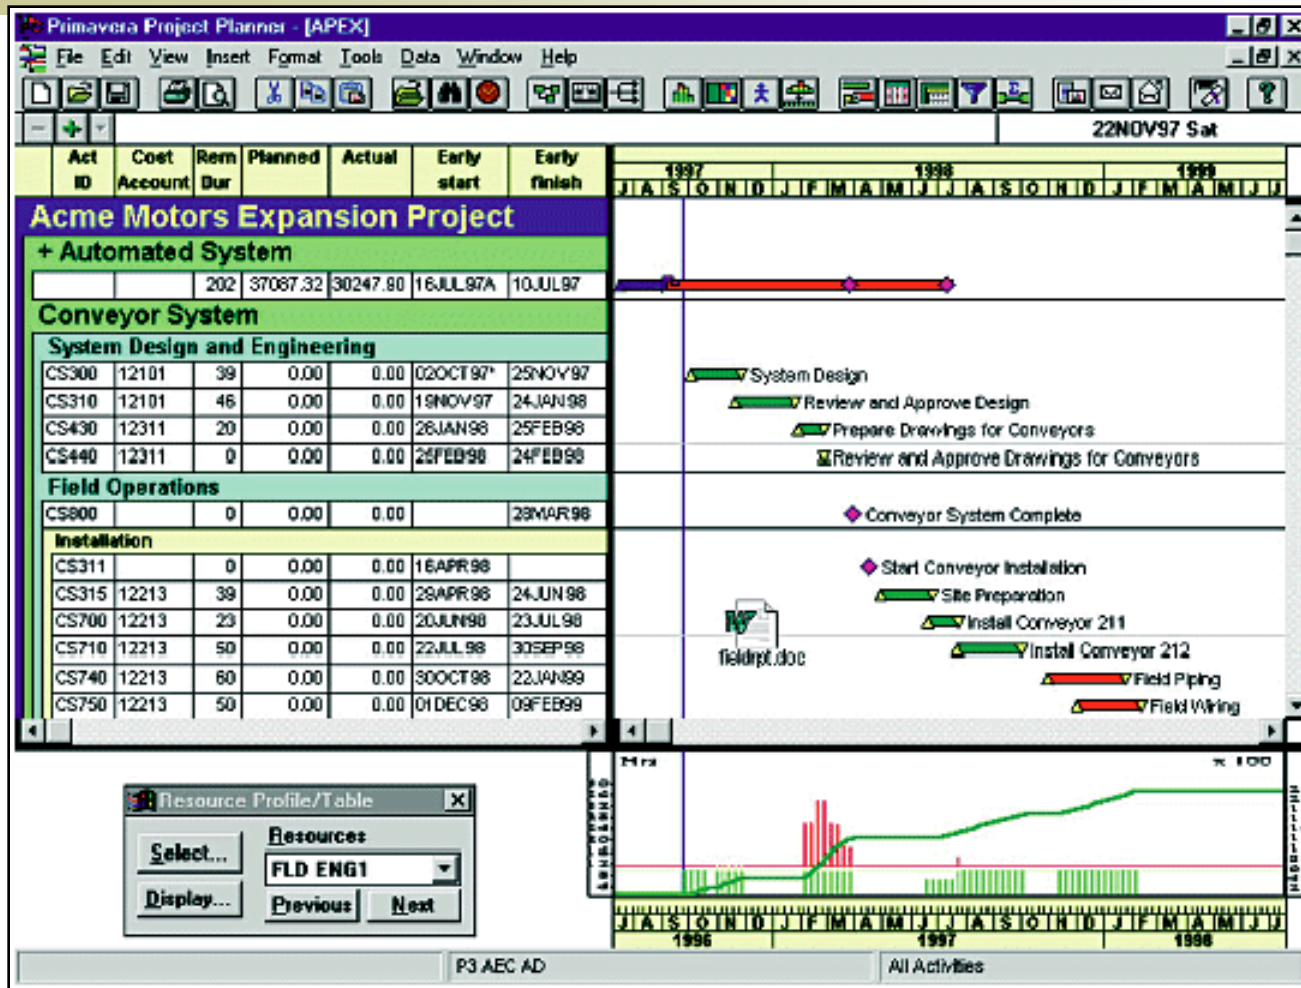 Primavera Project Planner - [APEX]
File Edit View Insert Format Tools Data Window Help
22NOV97 Sat
Act ID Cost Account Rem Dur Planned Actual Early start Early finish
1997 1998 1999
J A S O N D J F M A M J J A S O N D J F M A M J J
Acme Motors Expansion Project
+ Automated System
202 37087.32 30247.90 16JUL97A 10JUL97
Conveyor System
System Design and Engineering
CS300 12101 39 0.00 0.00 02OCT97* 25NOV97 System Design
CS310 12101 46 0.00 0.00 19NOV97 24JAN98 Review and Approve Design
CS430 12311 20 0.00 0.00 26JAN98 25FEB98 Prepare Drawings for Conveyors
CS440 12311 0 0.00 0.00 25FEB98 24FEB98 Review and Approve Drawings for Conveyors
Field Operations
CS800 0 0.00 0.00 28MAR98 Conveyor System Complete
Installation
CS311 0 0.00 0.00 16APR98 Start Conveyor Installation
CS315 12213 39 0.00 0.00 29APR98 24JUN98 Site Preparation
CS700 12213 23 0.00 0.00 20JUN98 23JUL98 Install Conveyor 211
fieldrpt.doc
CS710 12213 50 0.00 0.00 22JUL98 30SEP98 Install Conveyor 212
CS740 12213 60 0.00 0.00 30OCT98 22JAN99 Field Piping
CS750 12213 50 0.00 0.00 01DEC98 09FEB99 Field Wiring
Hrs x 100
Resource Profile/Table
Resources
Select...
FLD ENG1
Display...
Previous Next
J A S O N D J F M A M J J A S O N D J F M A M J J
1996 1997 1998
P3 AEC AD All Activities